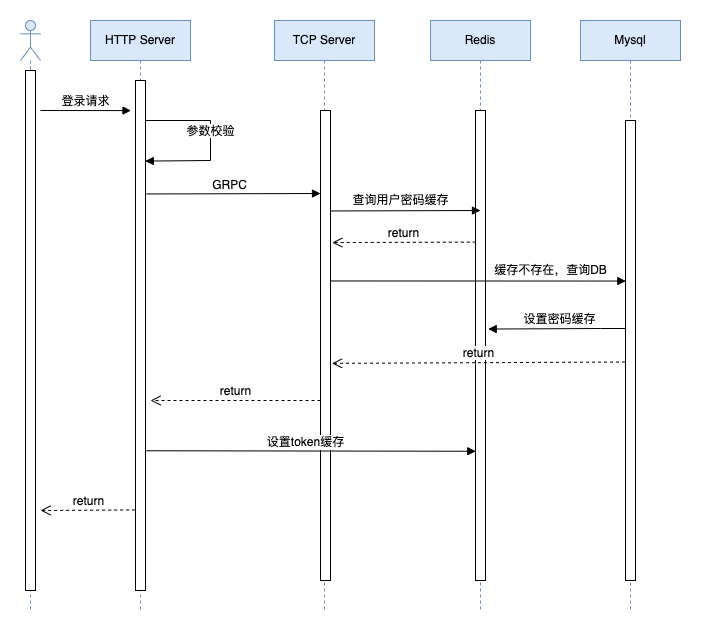 HTTP Server
TCP Server
Redis
Mysql
登录请求
参数校验
GRPC
查询用户密码缓存
return
缓存不存在，查询DB
设置密码缓存
return
return
设置token缓存
return